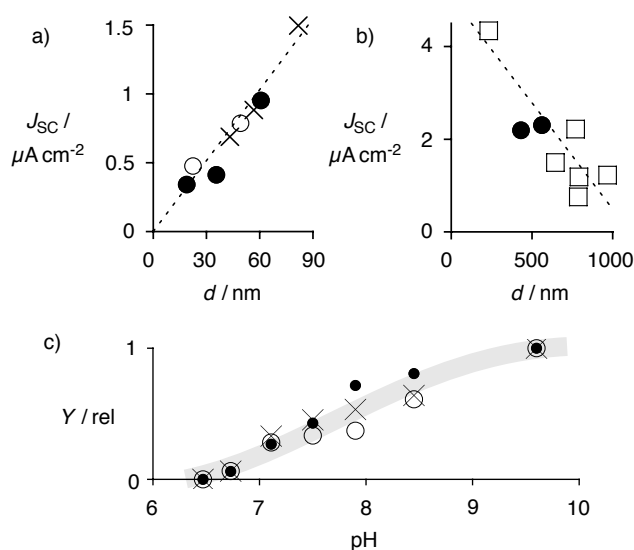 a)
1.5
1
0.5
0
J_SC /
μA cm⁻²
0 30 60 90
d / nm
b)
4
2
0
J_SC /
μA cm⁻²
0 500 1000
d / nm
c)
1
0
Y / rel
6 7 8 9 10
pH